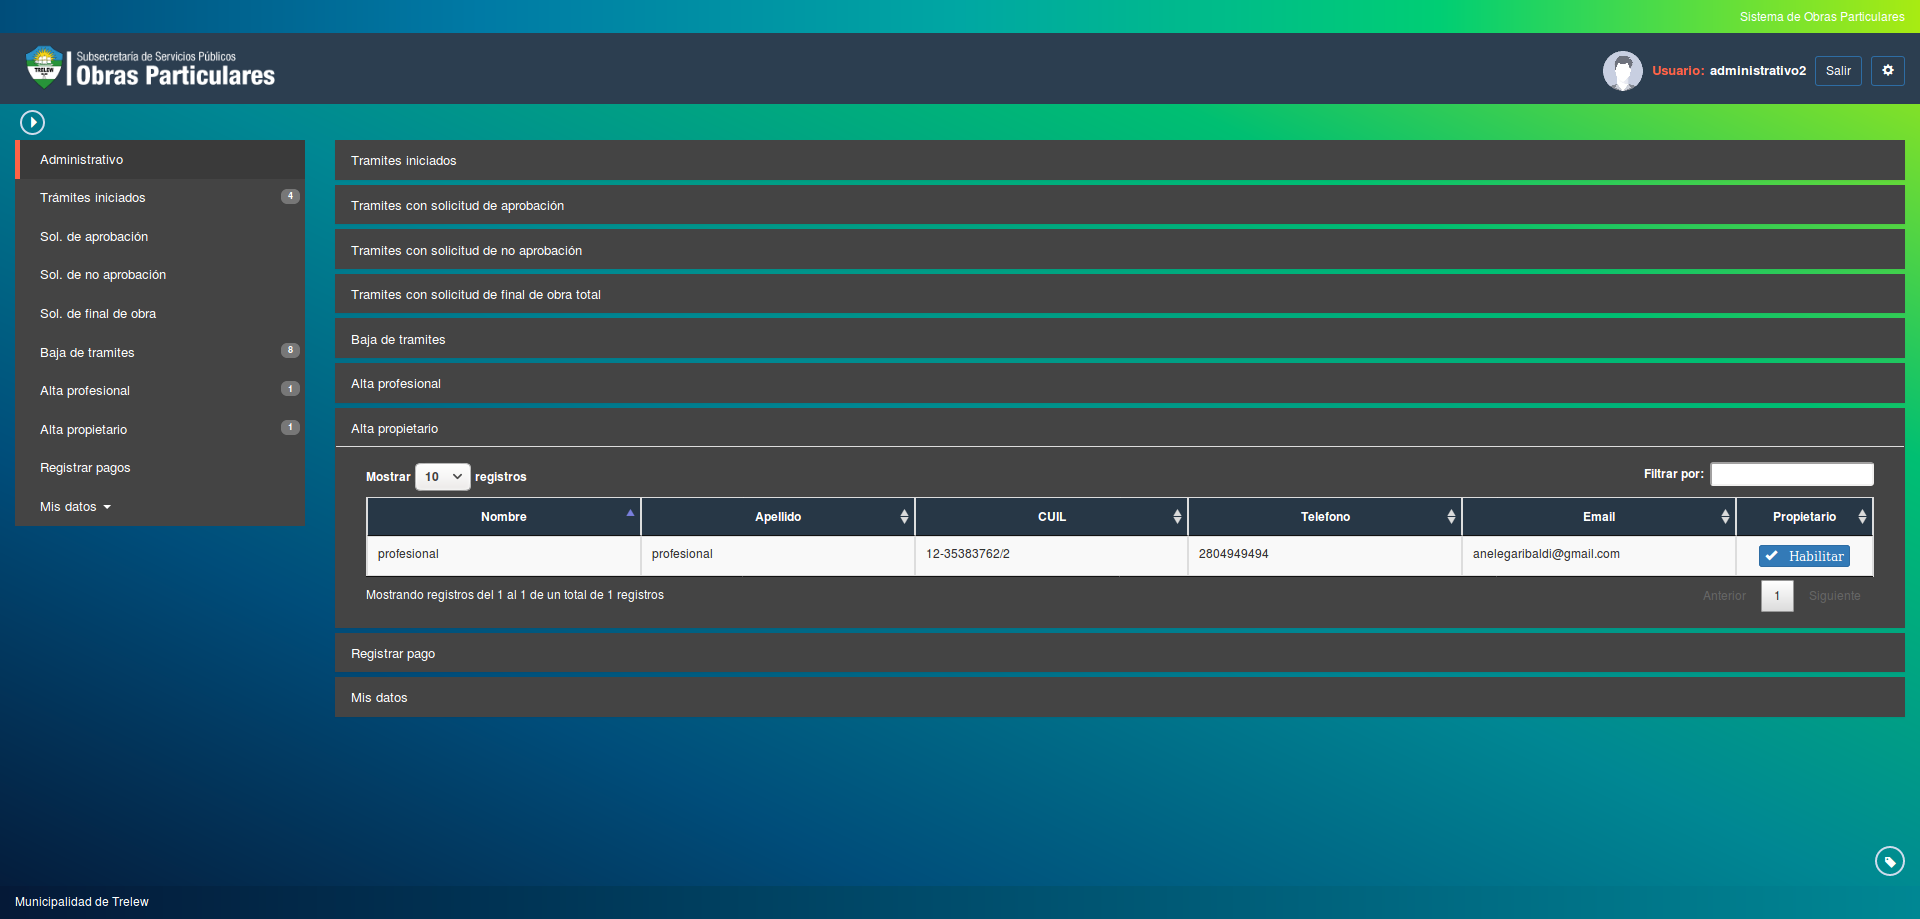 Sistema de Obras Particulares
TRELEW
Subsecretaría de Servicios Públicos
Obras Particulares
Usuario: administrativo2 Salir
Administrativo
Trámites iniciados 4
Sol. de aprobación
Sol. de no aprobación
Sol. de final de obra
Baja de tramites 8
Alta profesional 1
Alta propietario 1
Registrar pagos
Mis datos
Tramites iniciados
Tramites con solicitud de aprobación
Tramites con solicitud de no aprobación
Tramites con solicitud de final de obra total
Baja de tramites
Alta profesional
Alta propietario
Mostrar 10 registros Filtrar por:
Nombre Apellido CUIL Telefono Email Propietario
profesional profesional 12-35383762/2 2804949494 anelegaribaldi@gmail.com Habilitar
Mostrando registros del 1 al 1 de un total de 1 registros Anterior 1 Siguiente
Registrar pago
Mis datos
Municipalidad de Trelew